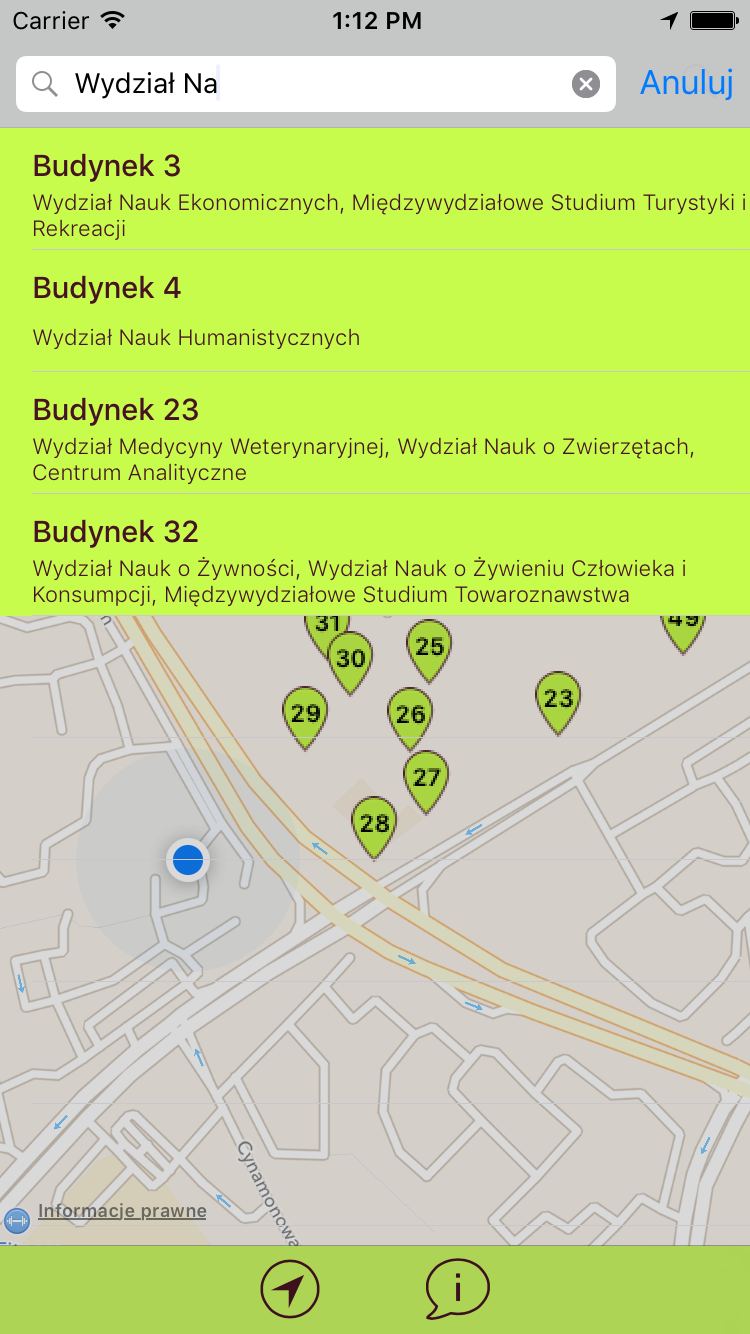 Carrier 1:12 PM
Wydział Na Anuluj
Budynek 3
Wydział Nauk Ekonomicznych, Międzywydziałowe Studium Turystyki i
Rekreacji
Budynek 4
Wydział Nauk Humanistycznych
Budynek 23
Wydział Medycyny Weterynaryjnej, Wydział Nauk o Zwierzętach,
Centrum Analityczne
Budynek 32
Wydział Nauk o Żywności, Wydział Nauk o Żywieniu Człowieka i
Konsumpcji, Międzywydziałowe Studium Towaroznawstwa
31
49
25
30
23
29
26
27
28
Cynamonowa
Informacje prawne
i